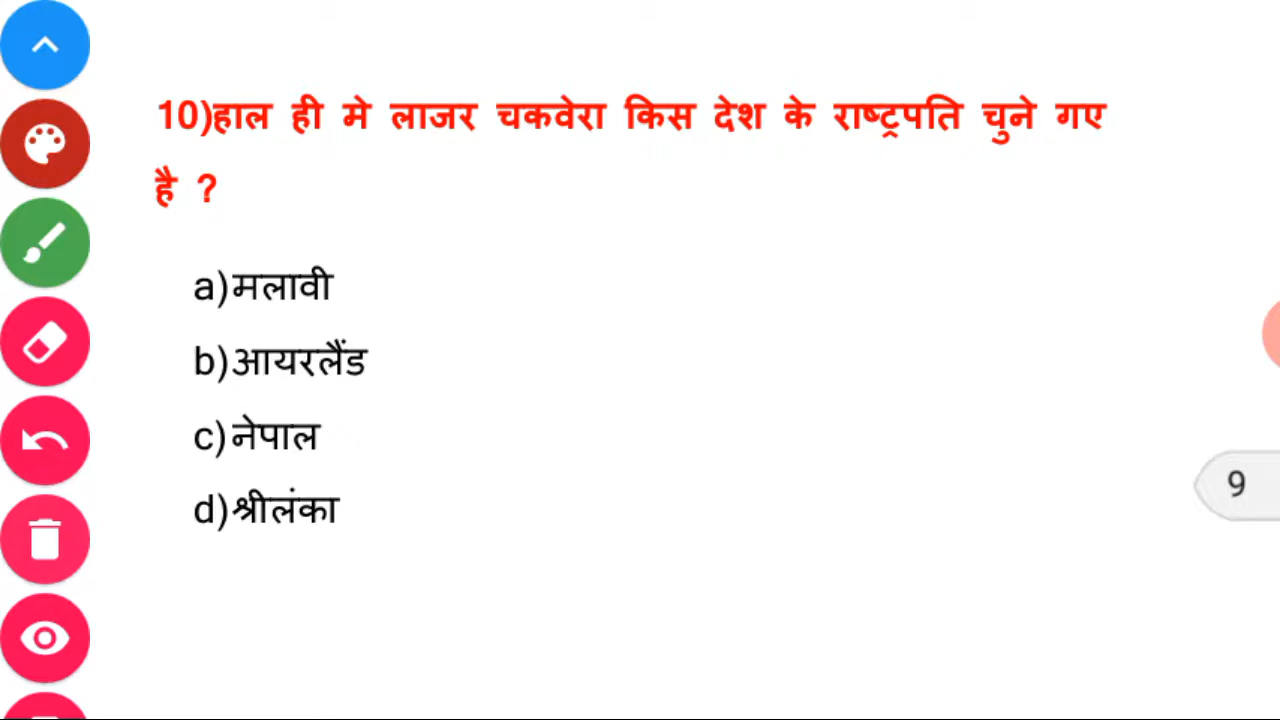 10)हाल ही मे लाजर चकवेरा किस देश के राष्ट्रपति चुने गए
है ?
a)मलावी
b)आयरलैंड
c)नेपाल
d)श्रीलंका
9